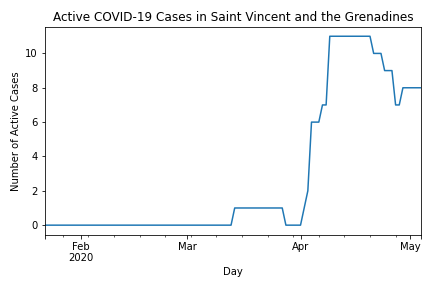 Active COVID-19 Cases in Saint Vincent and the Grenadines
Number of Active Cases
10
8
6
4
2
0
Feb
2020
Mar
Apr
May
Day